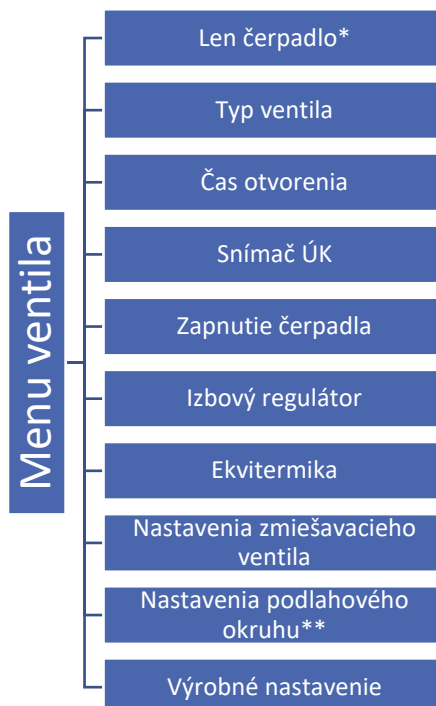 Menu ventila
Len čerpadlo*
Typ ventila
Čas otvorenia
Snímač ÚK
Zapnutie čerpadla
Izbový regulátor
Ekvitermika
Nastavenia zmiešavacieho
ventila
Nastavenia podlahového
okruhu**
Výrobné nastavenie